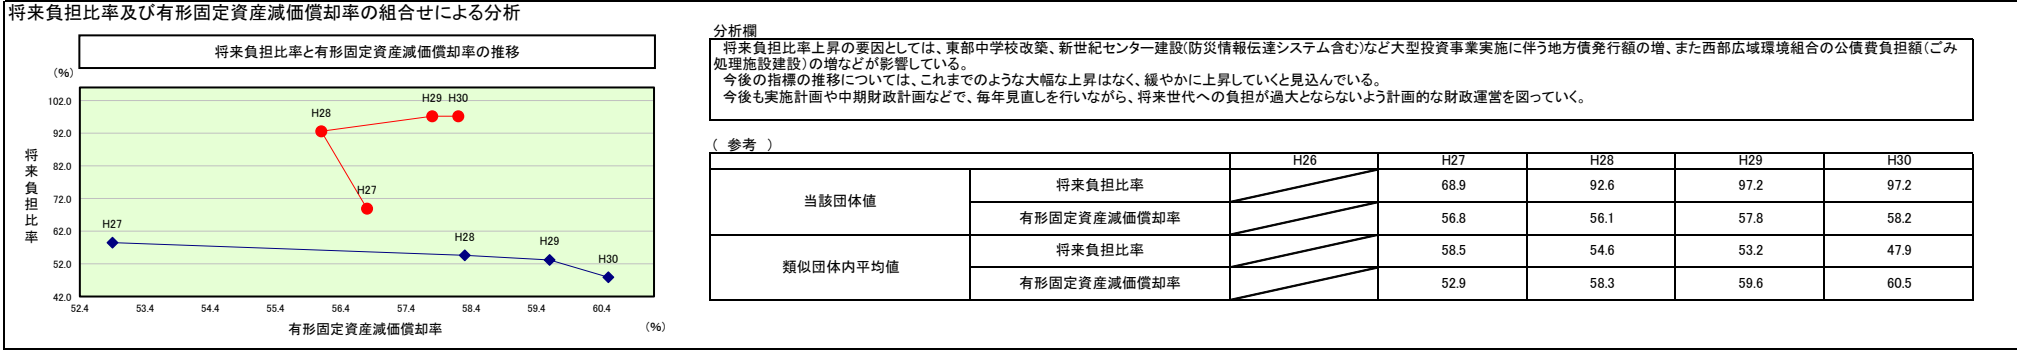 将来負担比率及び有形固定資産減価償却率の組合せによる分析
将来負担比率と有形固定資産減価償却率の推移
(%)
102.0
92.0
82.0
72.0
62.0
52.0
42.0
将来負担比率
H27
H28
H29
H30
H27
H28
H29
H30
52.4 53.4 54.4 55.4 56.4 57.4 58.4 59.4 60.4
有形固定資産減価償却率
(%)
分析欄
将来負担比率上昇の要因としては、東部中学校改築、新世紀センター建設(防災情報伝達システム含む)など大型投資事業実施に伴う地方債発行額の増、また西部広域環境組合の公債費負担額(ごみ
処理施設建設)の増などが影響している。
今後の指標の推移については、これまでのような大幅な上昇はなく、緩やかに上昇していくと見込んでいる。
今後も実施計画や中期財政計画などで、毎年見直しを行いながら、将来世代への負担が過大とならないよう計画的な財政運営を図っていく。
( 参考 )
H26 H27 H28 H29 H30
当該団体値
将来負担比率 68.9 92.6 97.2 97.2
有形固定資産減価償却率 56.8 56.1 57.8 58.2
類似団体内平均値
将来負担比率 58.5 54.6 53.2 47.9
有形固定資産減価償却率 52.9 58.3 59.6 60.5